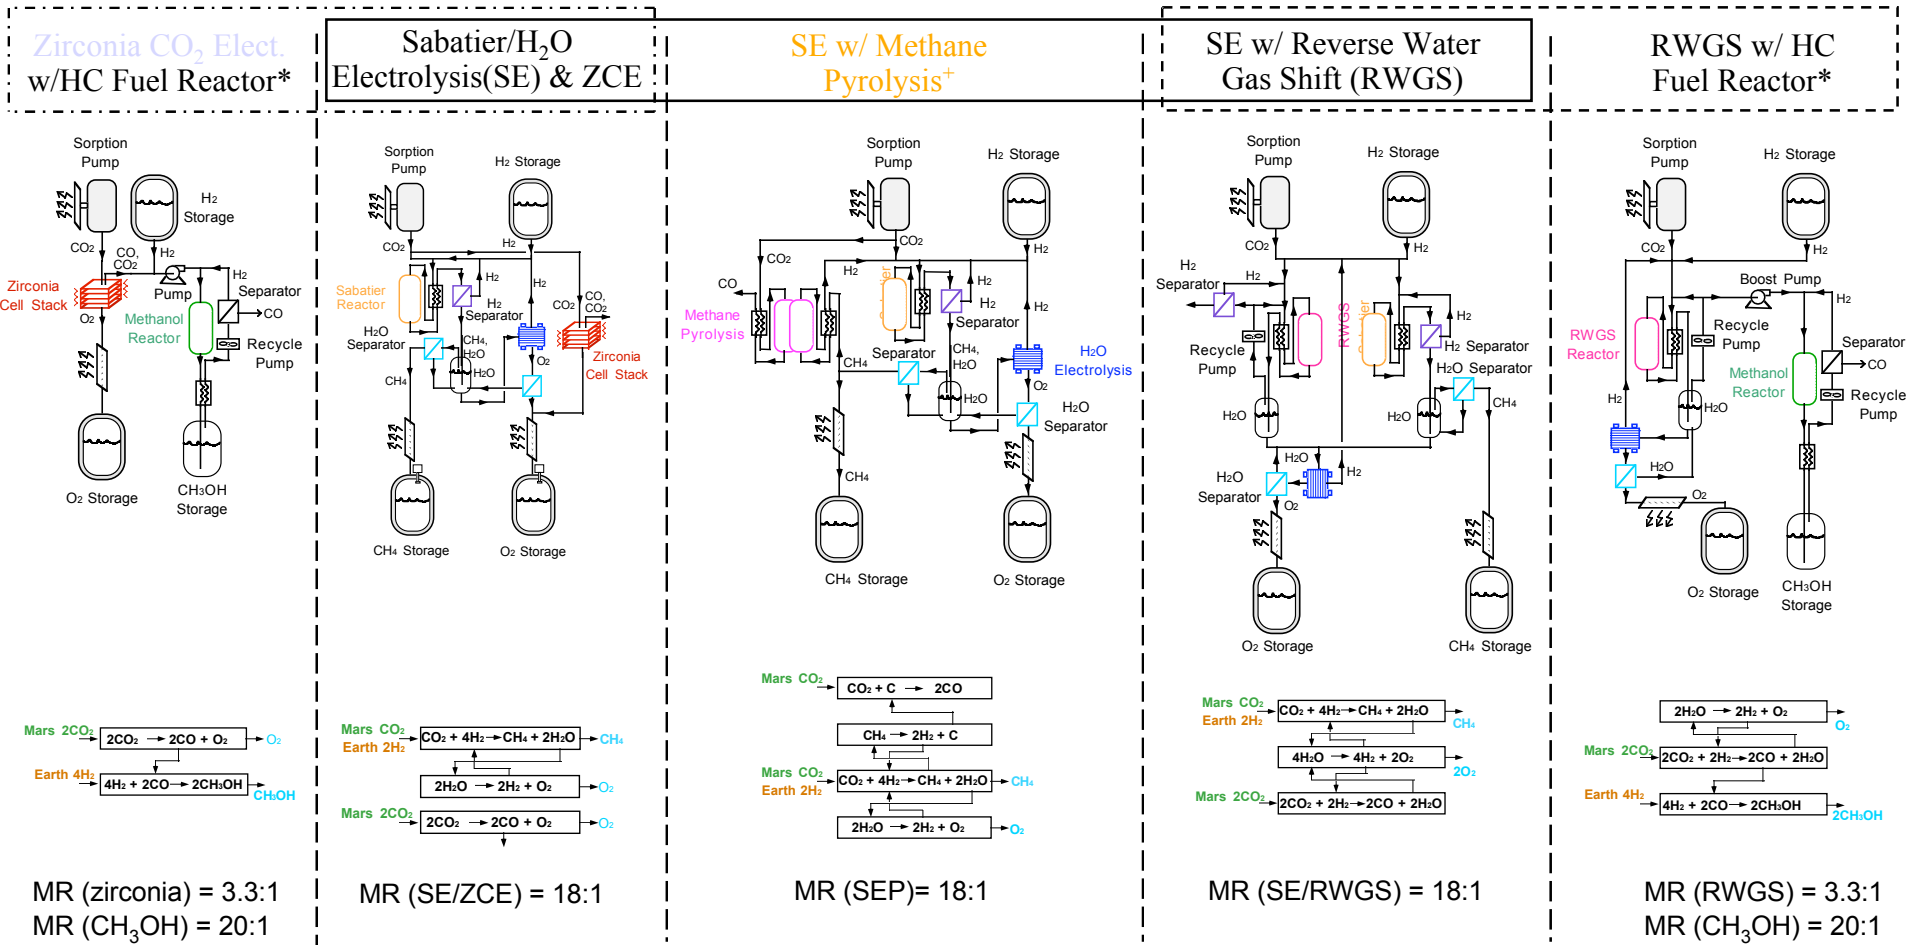 Zirconia CO2 Elect.
w/HC Fuel Reactor*
Sorption
Pump
H2
Storage
CO2
CO,
CO2
H2
Zirconia
Cell Stack
Pump
H2
Separator
CO
O2
Methanol
Reactor
Recycle
Pump
O2 Storage
CH3OH
Storage
Mars 2CO2
2CO2 → 2CO + O2
O2
Earth 4H2
4H2 + 2CO → 2CH3OH
CH3OH
MR (zirconia) = 3.3:1
MR (CH3OH) = 20:1
Sabatier/H2O
Electrolysis(SE) & ZCE
Sorption
Pump
H2 Storage
CO2
H2
Sabatier
Reactor
H2
H2
CO2
CO,
CO2
Separator
H2O
Separator
CH4,
H2O
H2O
O2
Zirconia
Cell Stack
CH4
CH4 Storage
O2 Storage
Mars CO2
Earth 2H2
CO2 + 4H2 → CH4 + 2H2O
CH4
2H2O → 2H2 + O2
O2
Mars 2CO2
2CO2 → 2CO + O2
O2
MR (SE/ZCE) = 18:1
SE w/ Methane
Pyrolysis+
Sorption
Pump
H2 Storage
CO2
H2
CO2
H2
CO
H2
H2
Methane
Pyrolysis
Separator
Separator
CH4,
H2O
CH4
H2O
Electrolysis
O2
H2O
H2O
Separator
CH4
CH4 Storage
O2 Storage
Mars CO2
CO2 + C → 2CO
CH4 → 2H2 + C
Mars CO2
Earth 2H2
CO2 + 4H2 → CH4 + 2H2O
CH4
2H2O → 2H2 + O2
O2
MR (SEP)= 18:1
SE w/ Reverse Water
Gas Shift (RWGS)
Sorption
Pump
H2 Storage
CO2
H2
H2
Separator
RWGS
H2
Recycle
Pump
H2 Separator
H2O Separator
H2O
H2O
CH4
H2O
H2
H2O
Separator
O2
O2 Storage
CH4 Storage
Mars CO2
Earth 2H2
CO2 + 4H2 → CH4 + 2H2O
CH4
4H2O → 4H2 + 2O2
2O2
Mars 2CO2
2CO2 + 2H2 → 2CO + 2H2O
MR (SE/RWGS) = 18:1
RWGS w/ HC
Fuel Reactor*
Sorption
Pump
H2 Storage
CO2
H2
Boost Pump
H2
RWGS
Reactor
Recycle
Pump
Separator
CO
Methanol
Reactor
H2
H2O
Recycle
Pump
H2O
O2
O2 Storage
CH3OH
Storage
2H2O → 2H2 + O2
O2
Mars 2CO2
2CO2 + 2H2 → 2CO + 2H2O
Earth 4H2
4H2 + 2CO → 2CH3OH
2CH3OH
MR (RWGS) = 3.3:1
MR (CH3OH) = 20:1